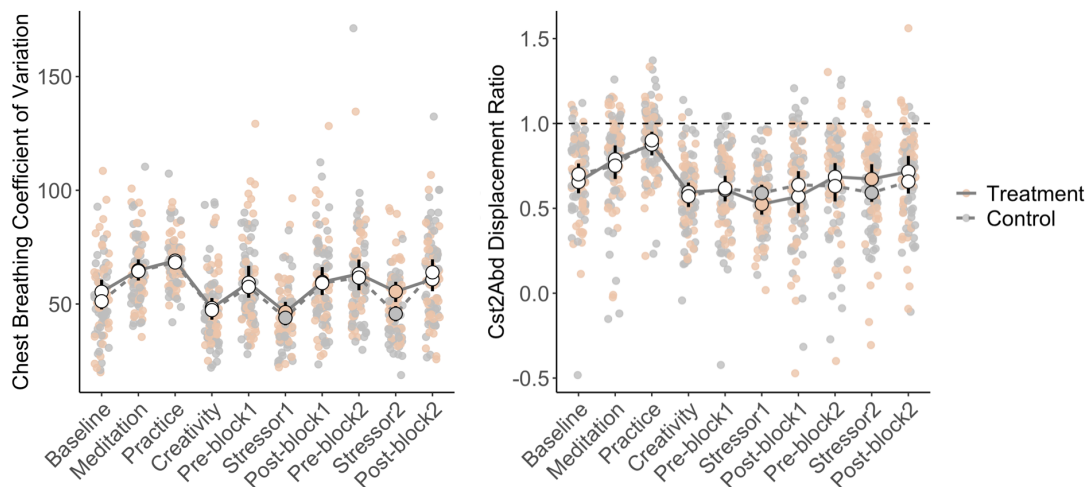 Chest Breathing Coefficient of Variation
150
100
50
Baseline
Meditation
Practice
Creativity
Pre-block1
Stressor1
Post-block1
Pre-block2
Stressor2
Post-block2
Cst2Abd Displacement Ratio
1.5
1.0
0.5
0.0
-0.5
Baseline
Meditation
Practice
Creativity
Pre-block1
Stressor1
Post-block1
Pre-block2
Stressor2
Post-block2
Treatment
Control